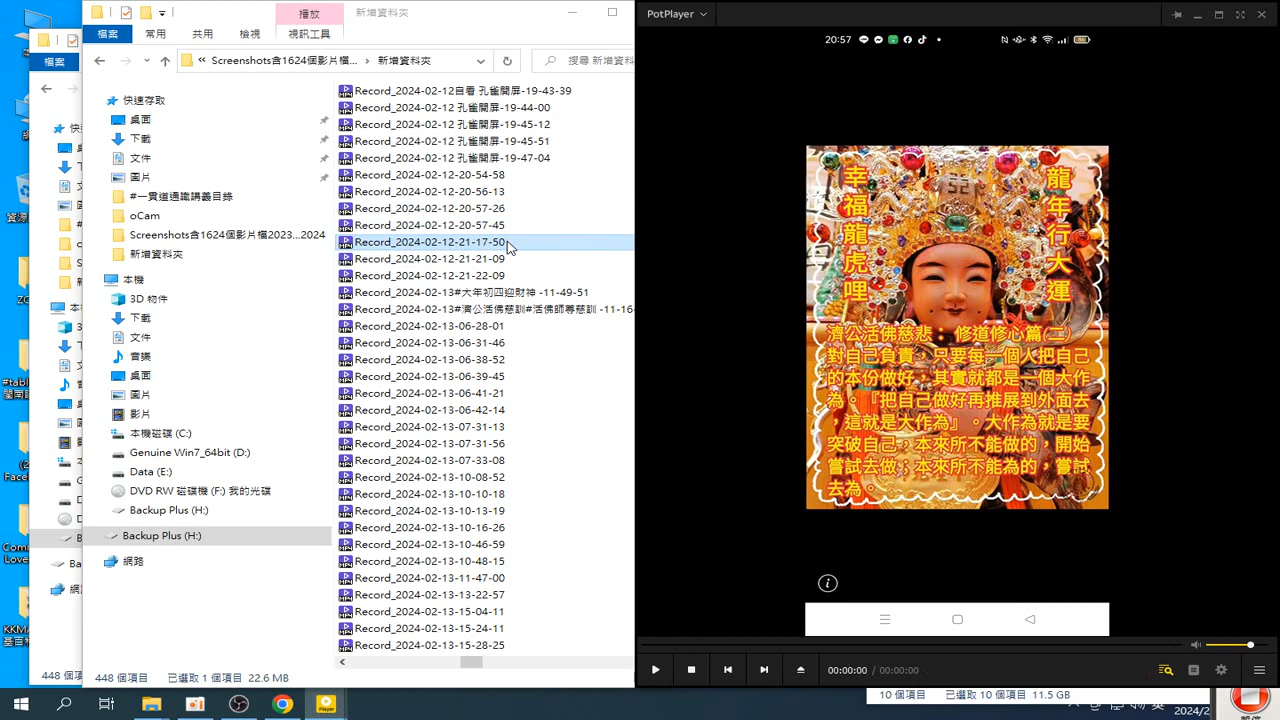 播放
新增資料夾
檔案
常用
共用
檢視
視訊工具
檔案
Screenshots含1624個影片檔...
新增資料夾
搜尋 新增資料
快速存取
桌面
下載
文件
圖片
#一貫道通識講義目錄
oCam
Screenshots含1624個影片檔2023...2024
新增資料夾
本機
3D 物件
下載
文件
音樂
桌面
圖片
影片
本機磁碟 (C:)
Genuine Win7_64bit (D:)
Data (E:)
DVD RW 磁碟機 (F:) 我的光碟
Backup Plus (H:)
Backup Plus (H:)
網路
Record_2024-02-12自看 孔雀開屏-19-43-39
Record_2024-02-12 孔雀開屏-19-44-00
Record_2024-02-12 孔雀開屏-19-45-12
Record_2024-02-12 孔雀開屏-19-45-51
Record_2024-02-12 孔雀開屏-19-47-04
Record_2024-02-12-20-54-58
Record_2024-02-12-20-56-13
Record_2024-02-12-20-57-26
Record_2024-02-12-20-57-45
Record_2024-02-12-21-17-50
Record_2024-02-12-21-21-09
Record_2024-02-12-21-22-09
Record_2024-02-13#大年初四迎財神 -11-49-51
Record_2024-02-13#濟公活佛慈訓#活佛師尊慈訓 -11-16-
Record_2024-02-13-06-28-01
Record_2024-02-13-06-31-46
Record_2024-02-13-06-38-52
Record_2024-02-13-06-39-45
Record_2024-02-13-06-41-21
Record_2024-02-13-06-42-14
Record_2024-02-13-07-31-13
Record_2024-02-13-07-31-56
Record_2024-02-13-07-33-08
Record_2024-02-13-10-08-52
Record_2024-02-13-10-10-18
Record_2024-02-13-10-13-19
Record_2024-02-13-10-16-26
Record_2024-02-13-10-46-59
Record_2024-02-13-10-48-15
Record_2024-02-13-11-47-00
Record_2024-02-13-13-22-57
Record_2024-02-13-15-04-11
Record_2024-02-13-15-24-11
Record_2024-02-13-15-28-25
448 個項目
448 個項目
已選取 1 個項目 22.6 MB
PotPlayer
20:57
幸福龍虎哩
龍年行大運
濟公活佛慈悲： 修道修心篇(二)
對自己負責，只要每一個人把自己
的本份做好，其實就都是一個大作
為。『把自己做好再推展到外面去
，這就是大作為』。大作為就是要
突破自己，本來所不能做的，開始
嘗試去做；本來所不能為的，嘗試
去為。
00:00:00 / 00:00:00
10 個項目
已選取 10 個項目 11.5 GB
2024/2